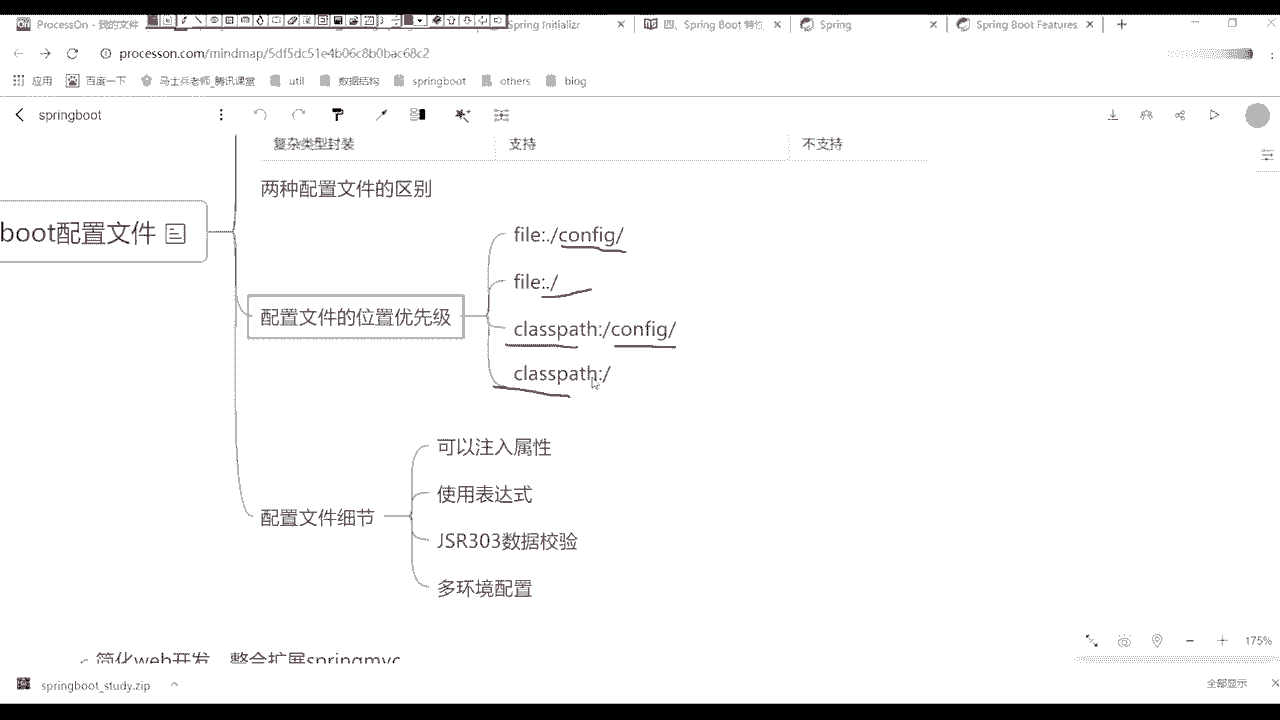 ProcessOn - 我的文件
Spring Initializr
四、Spring Boot 特性
Spring
Spring Boot Features
processon.com/mindmap/5df5dc51e4b06c8b0bac68c2
应用
百度一下
马士兵老师_腾讯课堂
util
数据结构
springboot
others
blog
springboot
复杂类型封装
支持
不支持
两种配置文件的区别
boot配置文件
file:./config/
file:./
配置文件的位置优先级
classpath:/config/
classpath:/
可以注入属性
使用表达式
配置文件细节
JSR303数据校验
多环境配置
简化web开发，整合扩展springmvc
175%
springboot_study.zip
全部显示